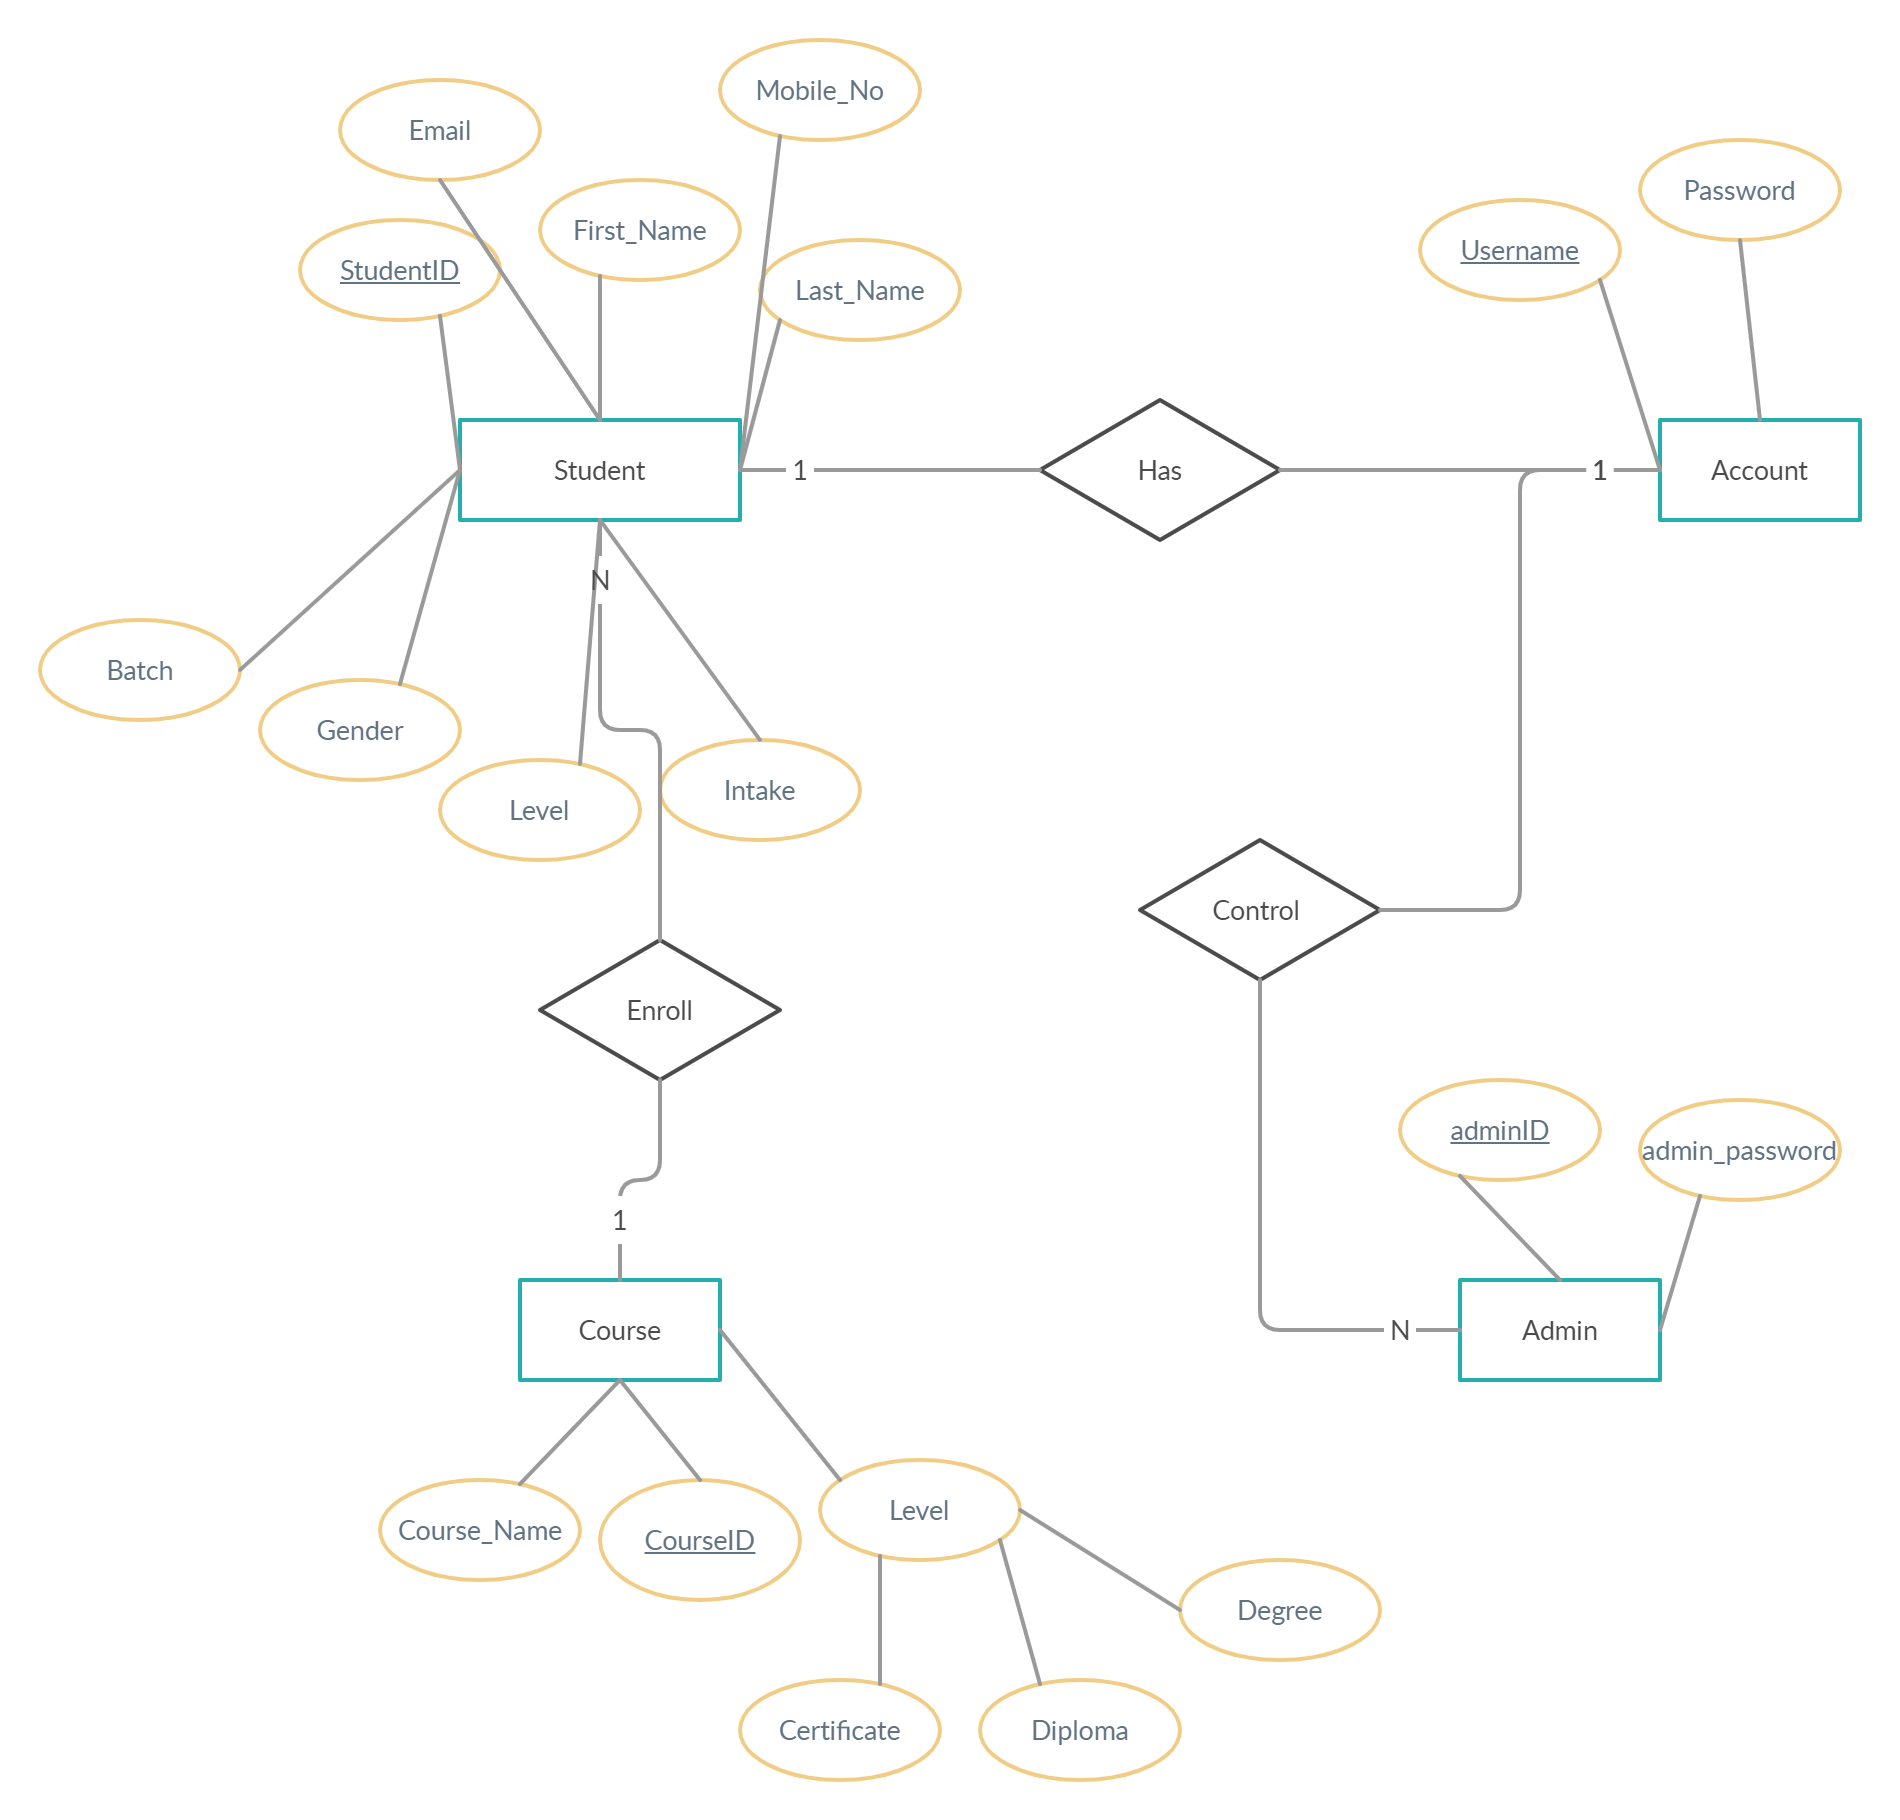 Mobile_No
Email
Password
First_Name
Username
StudentID
Last_Name
Student
1
Has
1
Account
N
Batch
Gender
Intake
Level
Control
Enroll
adminID
admin_password
1
Course
N
Admin
Level
Course_Name
CourseID
Degree
Certificate
Diploma